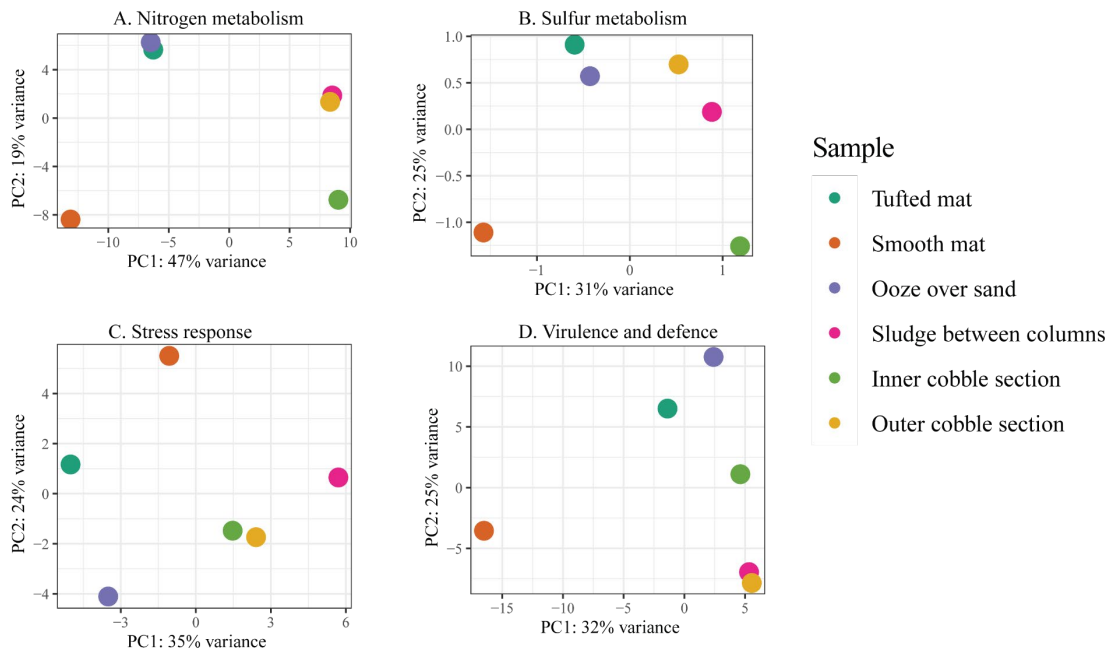 A. Nitrogen metabolism
PC2: 19% variance
4
0
−4
−8
−10
−5
0
5
10
PC1: 47% variance
B. Sulfur metabolism
PC2: 25% variance
1.0
0.5
0.0
−0.5
−1.0
−1
0
1
PC1: 31% variance
C. Stress response
PC2: 24% variance
4
2
0
−2
−4
−3
0
3
6
PC1: 35% variance
D. Virulence and defence
PC2: 25% variance
10
5
0
−5
−15
−10
−5
0
5
PC1: 32% variance
Sample
Tufted mat
Smooth mat
Ooze over sand
Sludge between columns
Inner cobble section
Outer cobble section